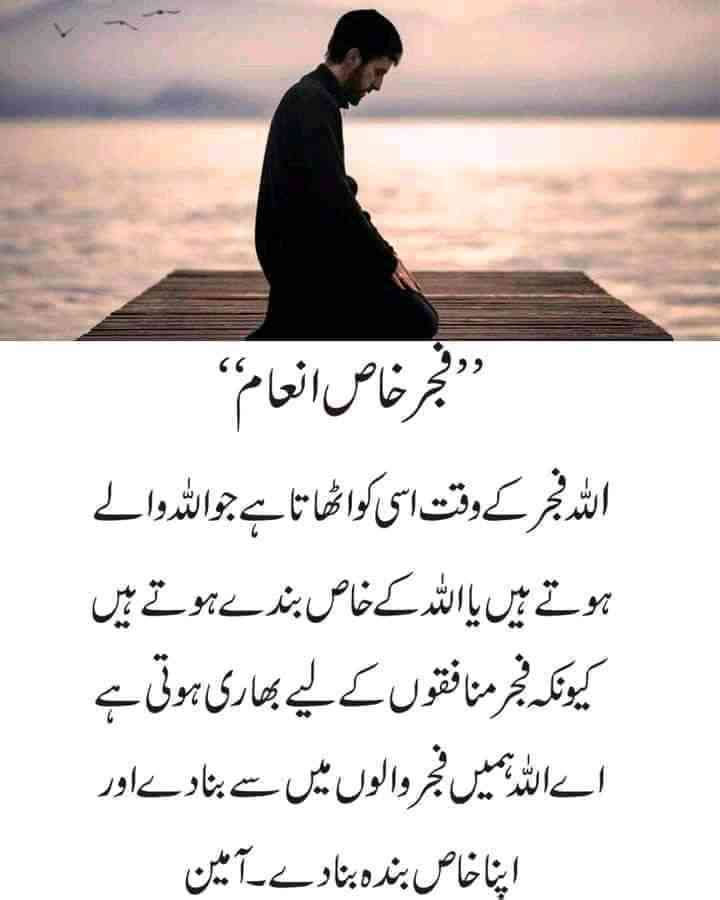 ”فجر خاص انعام“
اللہ فجر کے وقت اسی کو اٹھاتا ہے جو اللہ والے
ہوتے ہیں یا اللہ کے خاص بندے ہوتے ہیں
کیونکہ فجر منافقوں کے لیے بھاری ہوتی ہے
اے اللہ ہمیں فجر والوں میں سے بنا دے اور
اپنا خاص بندہ بنا دے۔ آمین